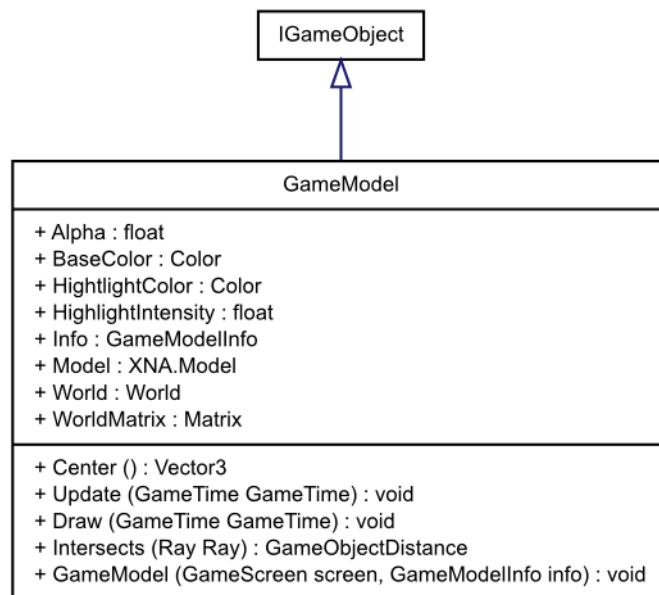 IGameObject
GameModel
+ Alpha : float
+ BaseColor : Color
+ HightlightColor : Color
+ HighlightIntensity : float
+ Info : GameModelInfo
+ Model : XNA.Model
+ World : World
+ WorldMatrix : Matrix
+ Center () : Vector3
+ Update (GameTime GameTime) : void
+ Draw (GameTime GameTime) : void
+ Intersects (Ray Ray) : GameObjectDistance
+ GameModel (GameScreen screen, GameModelInfo info) : void